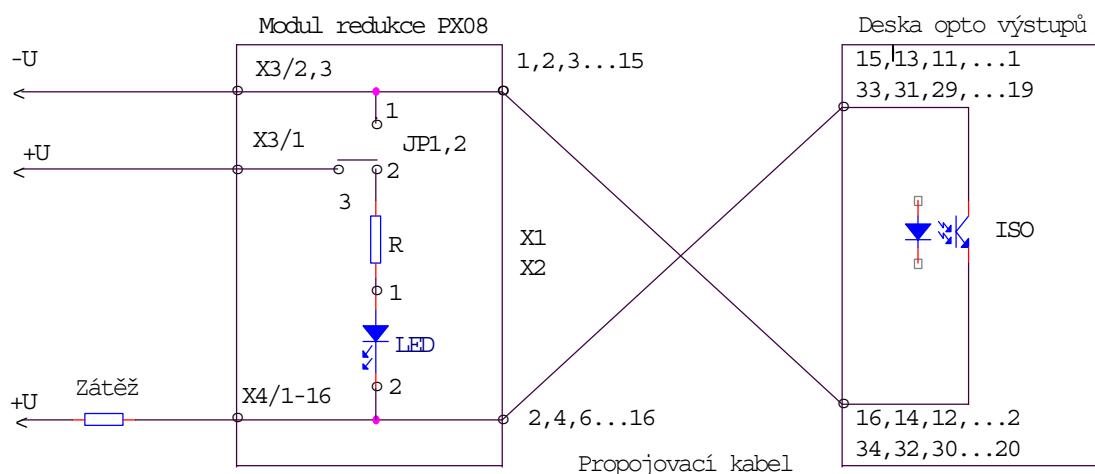 Modul redukce PX08
Deska opto výstupů
-U
X3/2,3
1,2,3...15
15,13,11,...1
33,31,29,...19
1
X3/1
JP1,2
+U
2
3
R
X1
X2
ISO
1
LED
Zátěž
2
X4/1-16
+U
2,4,6...16
16,14,12,...2
34,32,30...20
Propojovací kabel